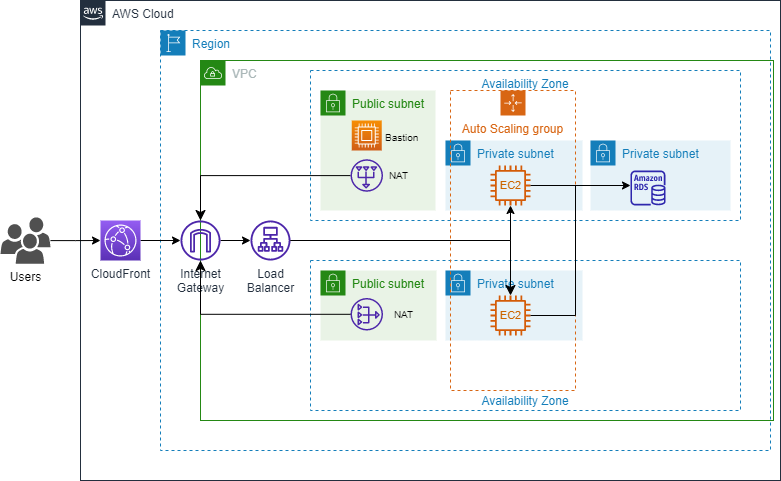 aws
AWS Cloud
Region
VPC
Availability Zone
Public subnet
Bastion
NAT
Auto Scaling group
Private subnet
EC2
Private subnet
Amazon
RDS
Users
CloudFront
Internet
Gateway
Load
Balancer
Public subnet
NAT
Private subnet
EC2
Availability Zone